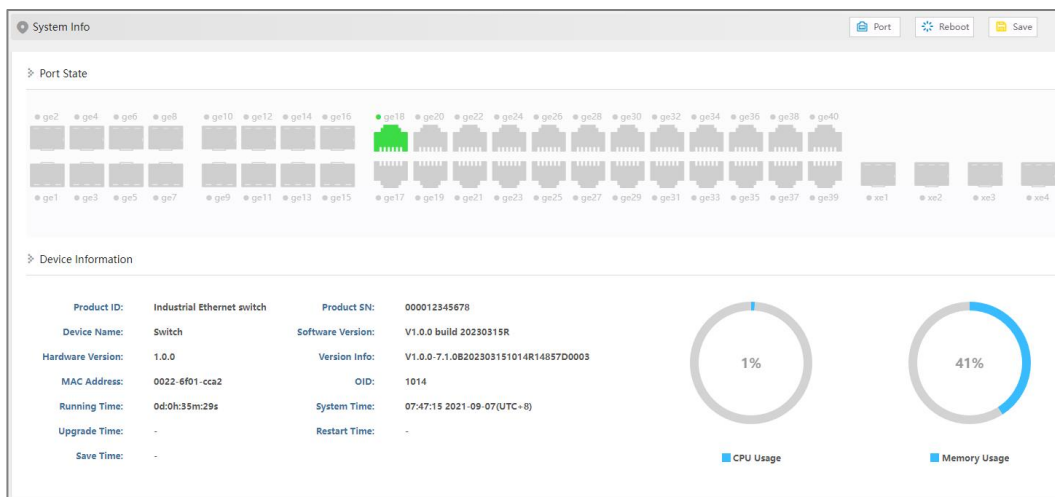 System Info Port Reboot Save
Port State
ge2 ge4 ge6 ge8 ge10 ge12 ge14 ge16 ge18 ge20 ge22 ge24 ge26 ge28 ge30 ge32 ge34 ge36 ge38 ge40
ge1 ge3 ge5 ge7 ge9 ge11 ge13 ge15 ge17 ge19 ge21 ge23 ge25 ge27 ge29 ge31 ge33 ge35 ge37 ge39 xe1 xe2 xe3 xe4
Device Information
Product ID: Industrial Ethernet switch Product SN: 000012345678
Device Name: Switch Software Version: V1.0.0 build 20230315R
Hardware Version: 1.0.0 Version Info: V1.0.0-7.1.0B202303151014R14857D0003
MAC Address: 0022-6f01-cca2 OID: 1014
Running Time: 0d:0h:35m:29s System Time: 07:47:15 2021-09-07(UTC+8)
Upgrade Time: - Restart Time: -
Save Time: -
1%
CPU Usage
41%
Memory Usage